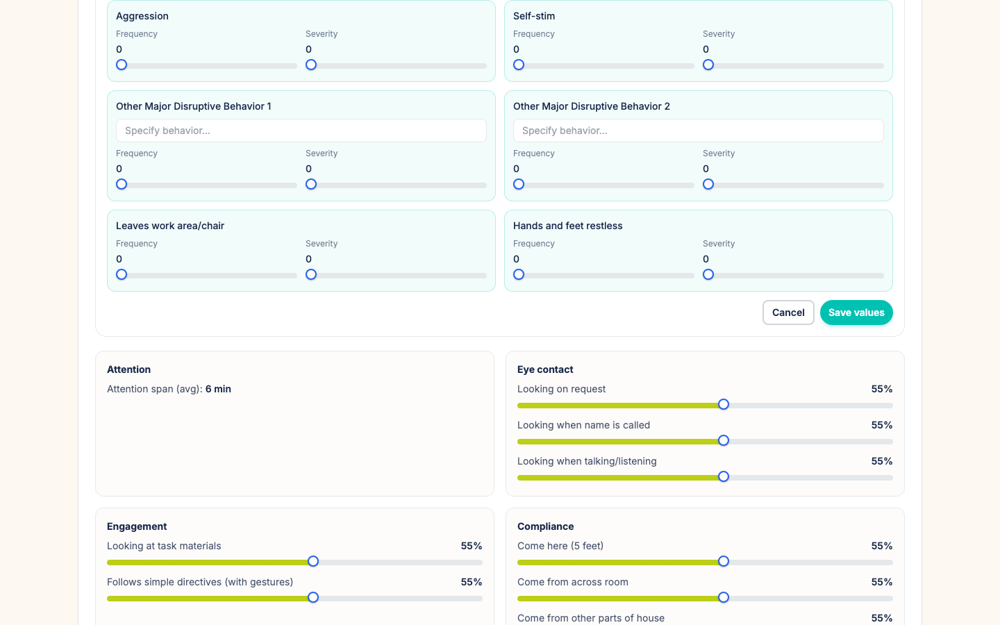 Aggression
Frequency
Severity
0
0
Self-stim
Frequency
Severity
0
0
Other Major Disruptive Behavior 1
Specify behavior...
Frequency
Severity
0
0
Other Major Disruptive Behavior 2
Specify behavior...
Frequency
Severity
0
0
Leaves work area/chair
Frequency
Severity
0
0
Hands and feet restless
Frequency
Severity
0
0
Cancel
Save values
Attention
Attention span (avg): 6 min
Eye contact
Looking on request 55%
Looking when name is called 55%
Looking when talking/listening 55%
Engagement
Looking at task materials 55%
Follows simple directives (with gestures) 55%
Compliance
Come here (5 feet) 55%
Come from across room 55%
Come from other parts of house 55%